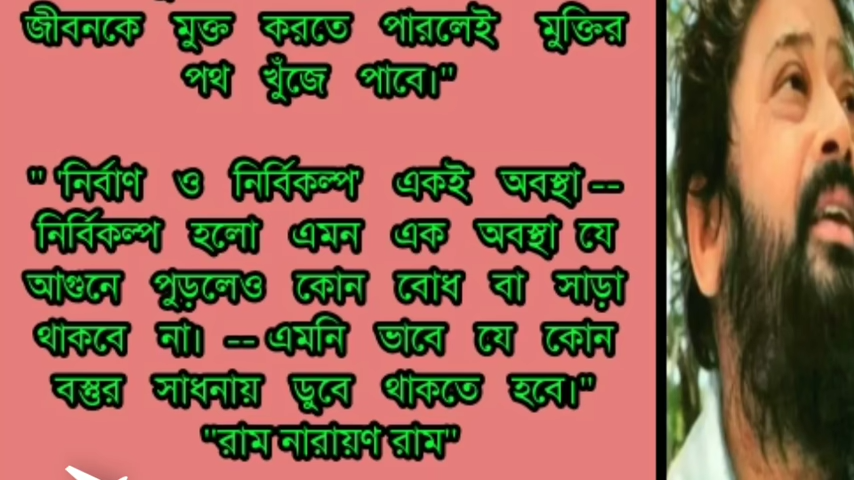 জীবনকে মুক্ত করতে পারলেই মুক্তির
পথ খুঁজে পাবে।"
" 'নির্বাণ ও নির্বিকল্প' একই অবস্থা --
নির্বিকল্প হলো এমন এক অবস্থা যে
আগুনে পুড়লেও কোন বোধ বা সাড়া
থাকবে না। -- এমনি ভাবে যে কোন
বস্তুর সাধনায় ডুবে থাকতে হবে।"
"রাম নারায়ণ রাম"